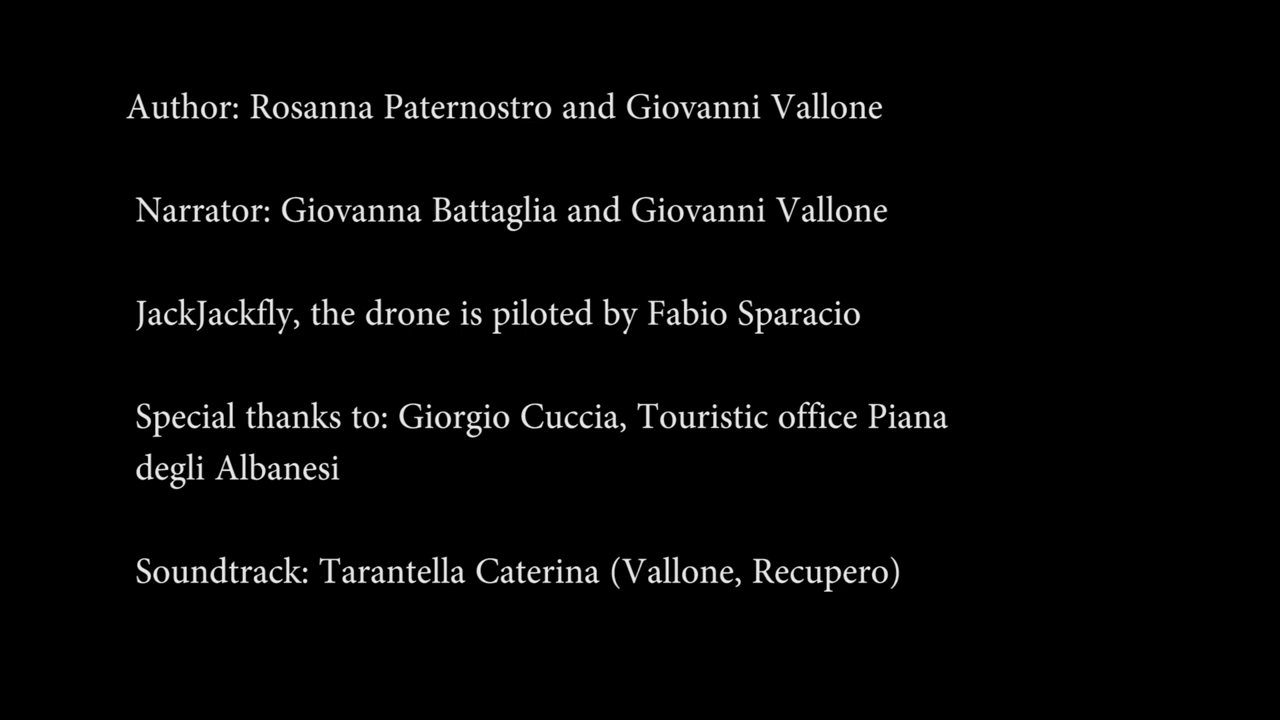 Author: Rosanna Paternostro and Giovanni Vallone
Narrator: Giovanna Battaglia and Giovanni Vallone
JackJackfly, the drone is piloted by Fabio Sparacio
Special thanks to: Giorgio Cuccia, Touristic office Piana
degli Albanesi
Soundtrack: Tarantella Caterina (Vallone, Recupero)